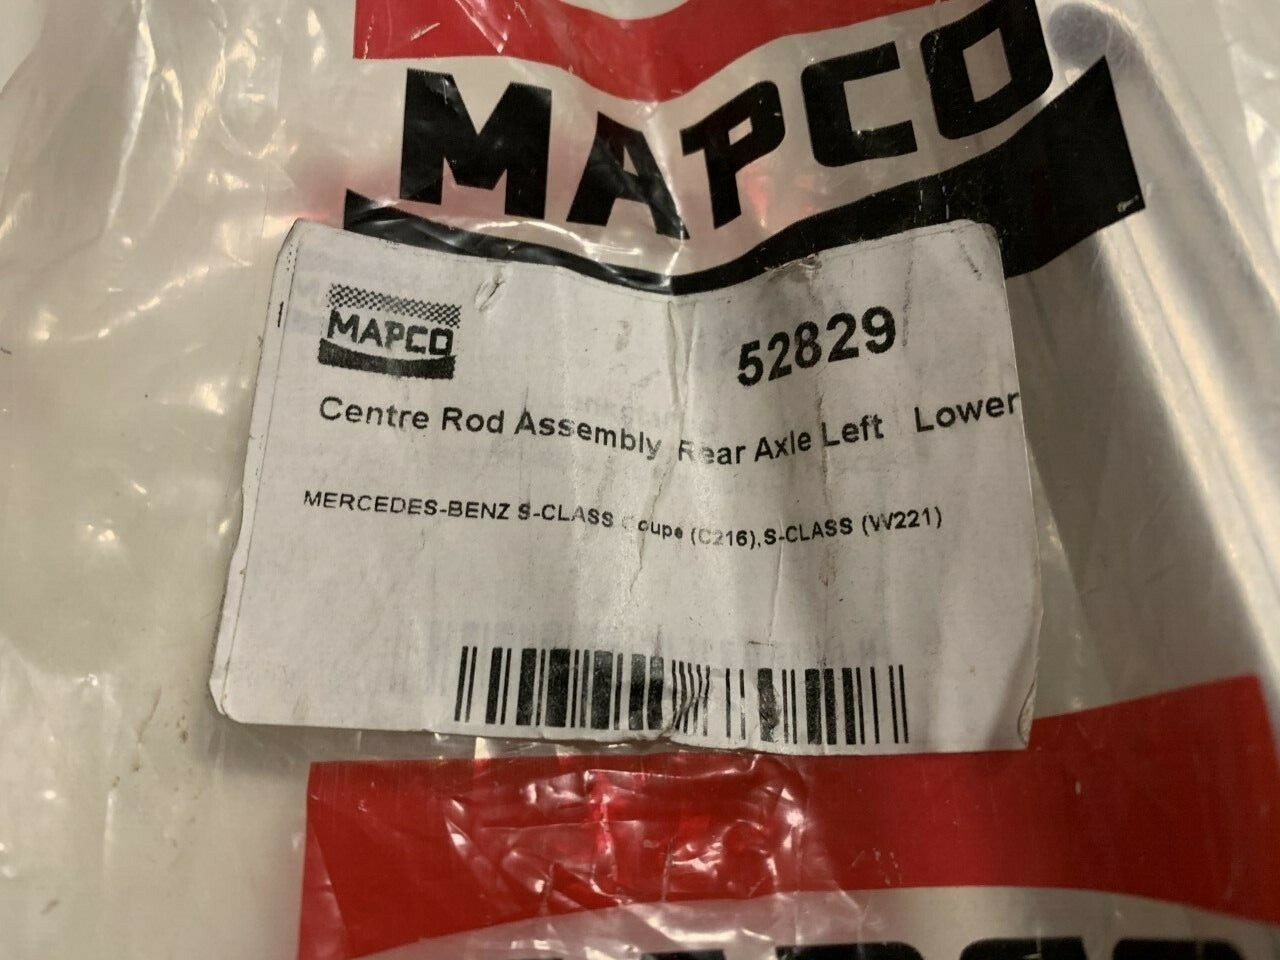 MAPCO
MAPCO
52829
Centre Rod Assembly Rear Axle Left Lower
MERCEDES-BENZ S-CLASS Coupe (C216),S-CLASS (W221)